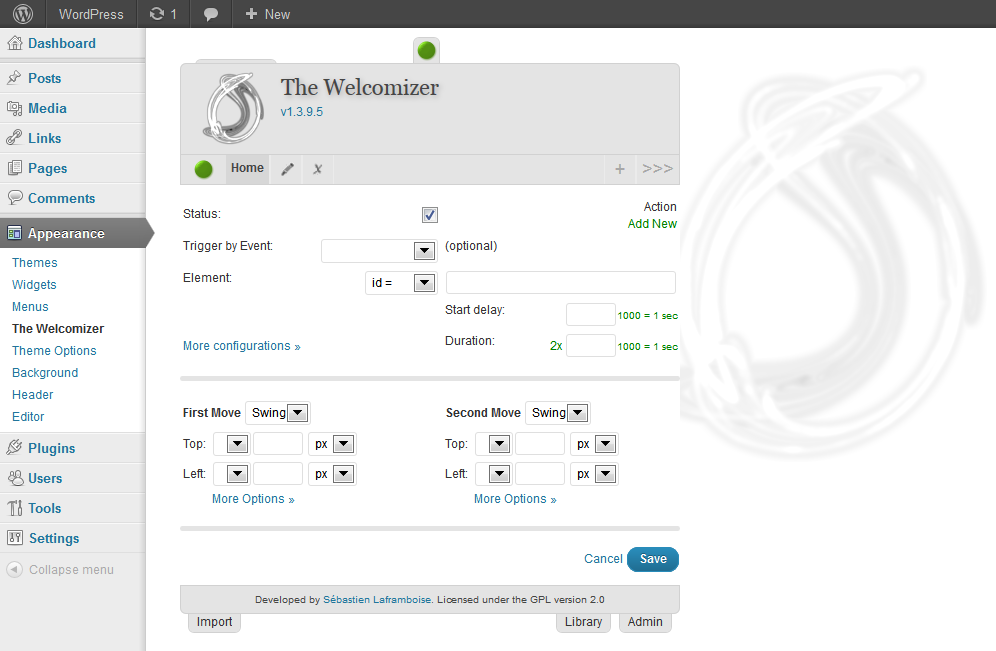 WordPress 1 New
Dashboard
Posts
Media
Links
Pages
Comments
Appearance
Themes
Widgets
Menus
The Welcomizer
Theme Options
Background
Header
Editor
Plugins
Users
Tools
Settings
Collapse menu
The Welcomizer
v1.3.9.5
Home x + >>>
Action
Status:
Add New
Trigger by Event: (optional)
Element: id =
Start delay: 1000 = 1 sec
More configurations » Duration: 2x 1000 = 1 sec
First Move Swing Second Move Swing
Top: px Top: px
Left: px Left: px
More Options » More Options »
Cancel Save
Developed by Sébastien Laframboise. Licensed under the GPL version 2.0
Import Library Admin